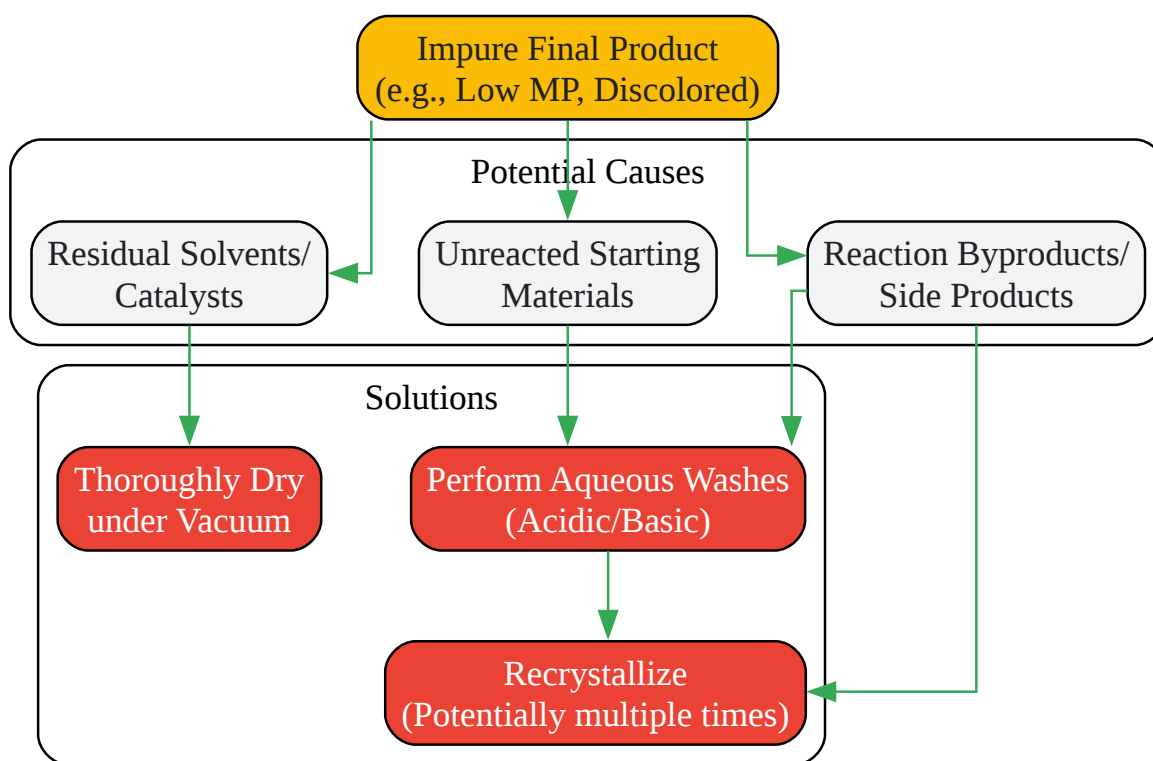 Impure Final Product
(e.g., Low MP, Discolored)
Potential Causes
Residual Solvents/
Catalysts
Unreacted Starting
Materials
Reaction Byproducts/
Side Products
Solutions
Thoroughly Dry
under Vacuum
Perform Aqueous Washes
(Acidic/Basic)
Recrystallize
(Potentially multiple times)